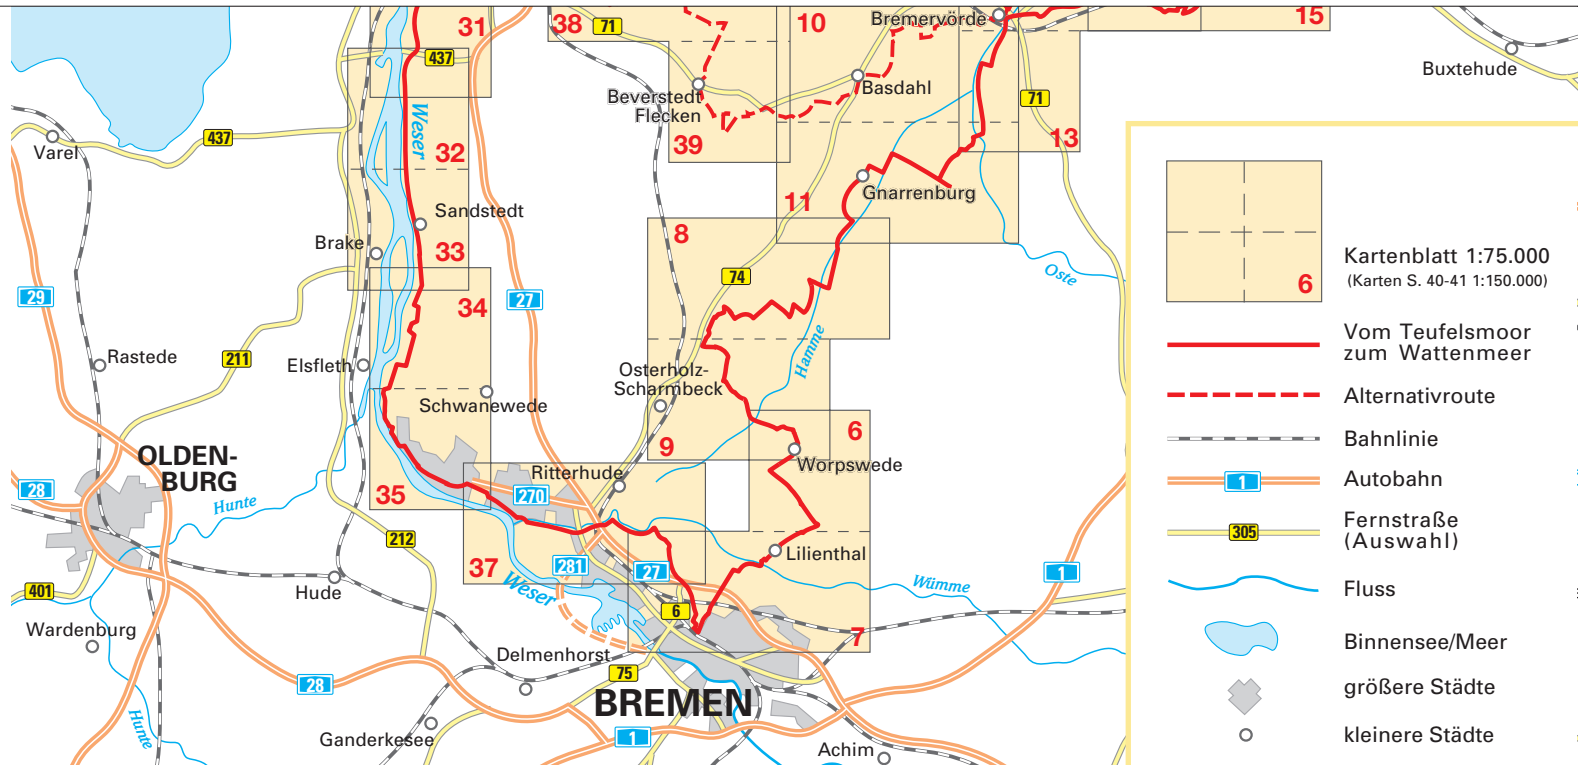 31
38
71
10
Bremervörde
15
437
Buxtehude
Beverstedt
Flecken
Basdahl
71
Weser
437
Varel
32
39
13
11
Gnarrenburg
Sandstedt
Brake
33
8
74
Oste
29
27
34
Hamme
Rastede
211
Elsfleth
Osterholz-
Scharmbeck
Schwanewede
6
9
Worpswede
OLDEN-
BURG
Ritterhude
28
35
270
Hunte
212
Lilienthal
37
281
27
1
401
Hude
Weser
Wümme
6
Wardenburg
7
Delmenhorst
75
28
BREMEN
Hunte
Ganderkesee
1
Achim
6
Kartenblatt 1:75.000
(Karten S. 40-41 1:150.000)
Vom Teufelsmoor
zum Wattenmeer
Alternativroute
Bahnlinie
1
Autobahn
305
Fernstraße
(Auswahl)
Fluss
Binnensee/Meer
größere Städte
kleinere Städte